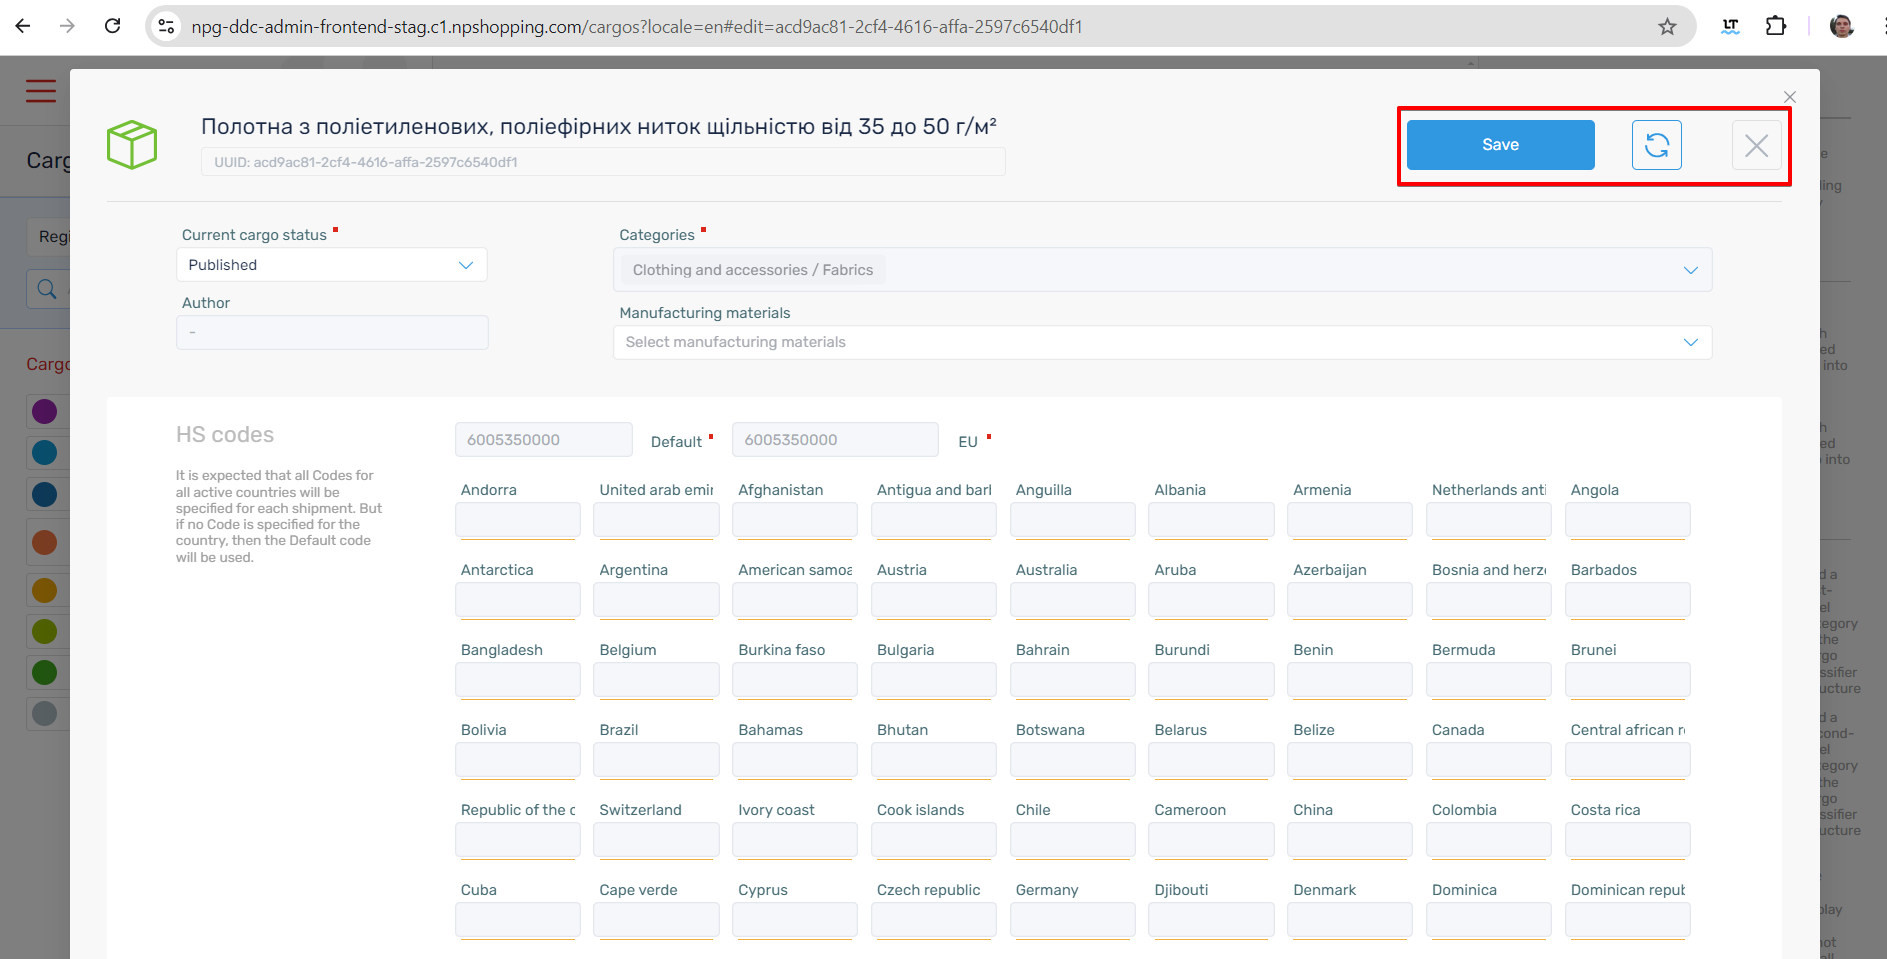 npg-ddc-admin-frontend-stag.c1.npshopping.com/cargos?locale=en#edit=acd9ac81-2cf4-4616-affa-2597c6540df1
Полотна з поліетиленових, поліефірних ниток щільністю від 35 до 50 г/м²
UUID: acd9ac81-2cf4-4616-affa-2597c6540df1
Save
Current cargo status
Categories
Published
Clothing and accessories / Fabrics
Author
-
Manufacturing materials
Select manufacturing materials
HS codes
6005350000 Default 6005350000 EU
It is expected that all Codes for
all active countries will be
specified for each shipment. But
if no Code is specified for the
country, then the Default code
will be used.
Andorra United arab emir Afghanistan Antigua and barl Anguilla Albania Armenia Netherlands anti Angola
Antarctica Argentina American samoa Austria Australia Aruba Azerbaijan Bosnia and herze Barbados
Bangladesh Belgium Burkina faso Bulgaria Bahrain Burundi Benin Bermuda Brunei
Bolivia Brazil Bahamas Bhutan Botswana Belarus Belize Canada Central african r
Republic of the c Switzerland Ivory coast Cook islands Chile Cameroon China Colombia Costa rica
Cuba Cape verde Cyprus Czech republic Germany Djibouti Denmark Dominica Dominican repub
Carg
Regi
Cargo